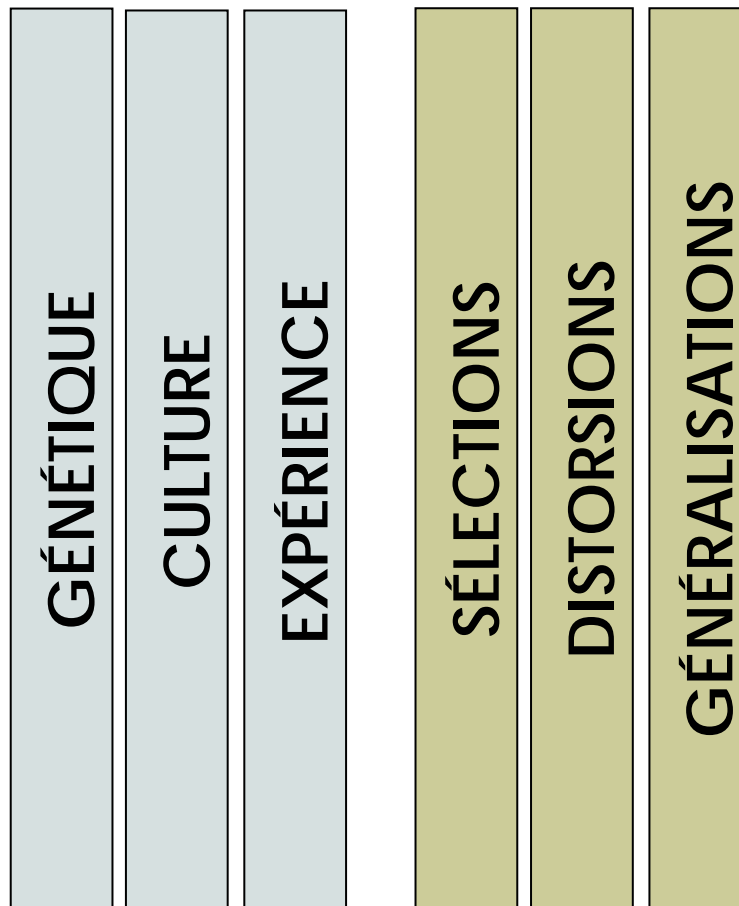 GÉNÉTIQUE
CULTURE
EXPÉRIENCE
SÉLECTIONS
DISTORSIONS
GÉNÉRALISATIONS